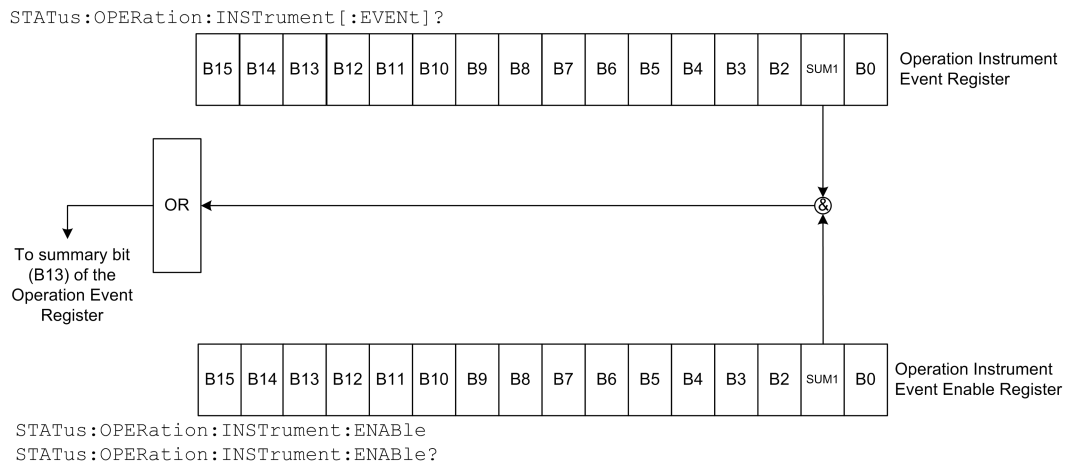 STATus:OPERation:INSTrument[:EVENt]?
B15 B14 B13 B12 B11 B10 B9 B8 B7 B6 B5 B4 B3 B2 SUM1 B0
Operation Instrument
Event Register
OR
&
To summary bit
(B13) of the
Operation Event
Register
B15 B14 B13 B12 B11 B10 B9 B8 B7 B6 B5 B4 B3 B2 SUM1 B0
Operation Instrument
Event Enable Register
STATus:OPERation:INSTrument:ENABle
STATus:OPERation:INSTrument:ENABle?